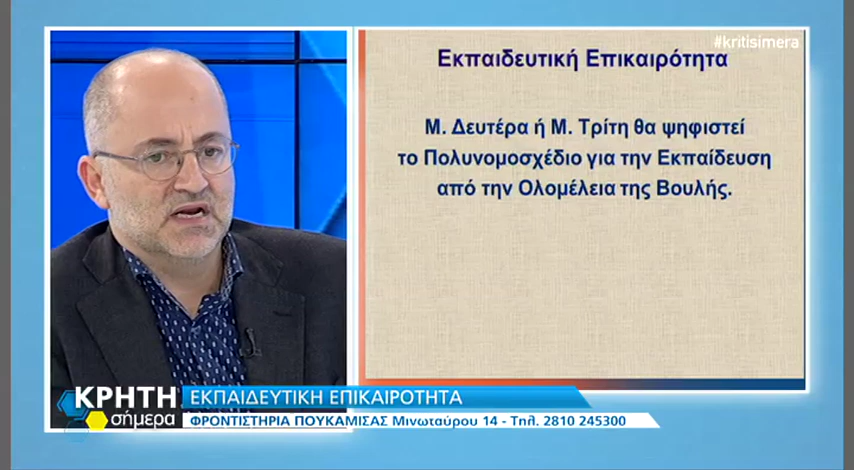 #kritisimera
Εκπαιδευτική Επικαιρότητα
Μ. Δευτέρα ή Μ. Τρίτη θα ψηφιστεί
το Πολυνομοσχέδιο για την Εκπαίδευση
από την Ολομέλεια της Βουλής.
ΚΡΗΤΗ
σήμερα
ΕΚΠΑΙΔΕΥΤΙΚΗ ΕΠΙΚΑΙΡΟΤΗΤΑ
ΦΡΟΝΤΙΣΤΗΡΙΑ ΠΟΥΚΑΜΙΣΑΣ Μινωταύρου 14 - Τηλ. 2810 245300